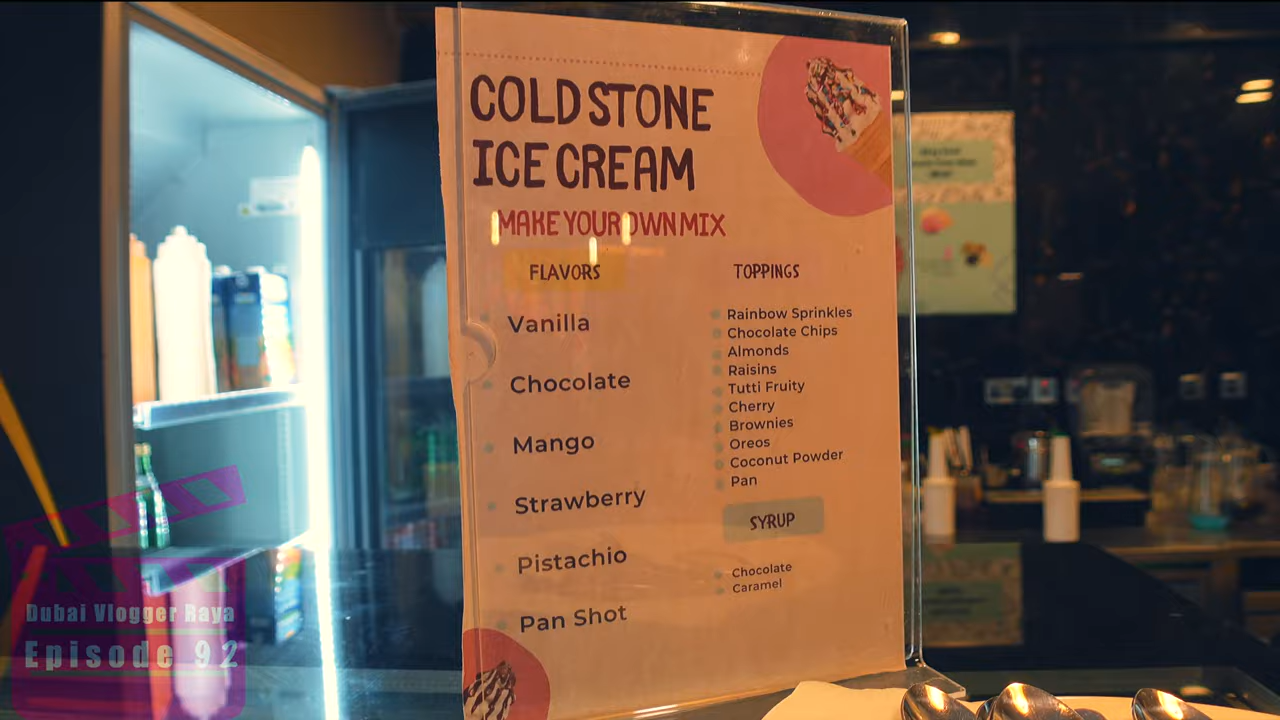 COLD STONE
ICE CREAM
MAKE YOUR OWN MIX
FLAVORS
Vanilla
Chocolate
Mango
Strawberry
Pistachio
Pan Shot
TOPPINGS
Rainbow Sprinkles
Chocolate Chips
Almonds
Raisins
Tutti Fruity
Cherry
Brownies
Oreos
Coconut Powder
Pan
SYRUP
Chocolate
Caramel
Dubai Vlogger Raya
Episode 92